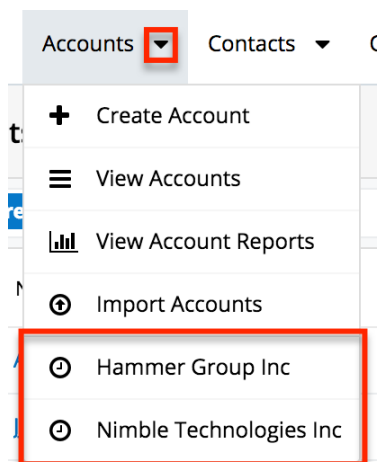 Accounts Contacts
Create Account
View Accounts
View Account Reports
Import Accounts
Hammer Group Inc
Nimble Technologies Inc